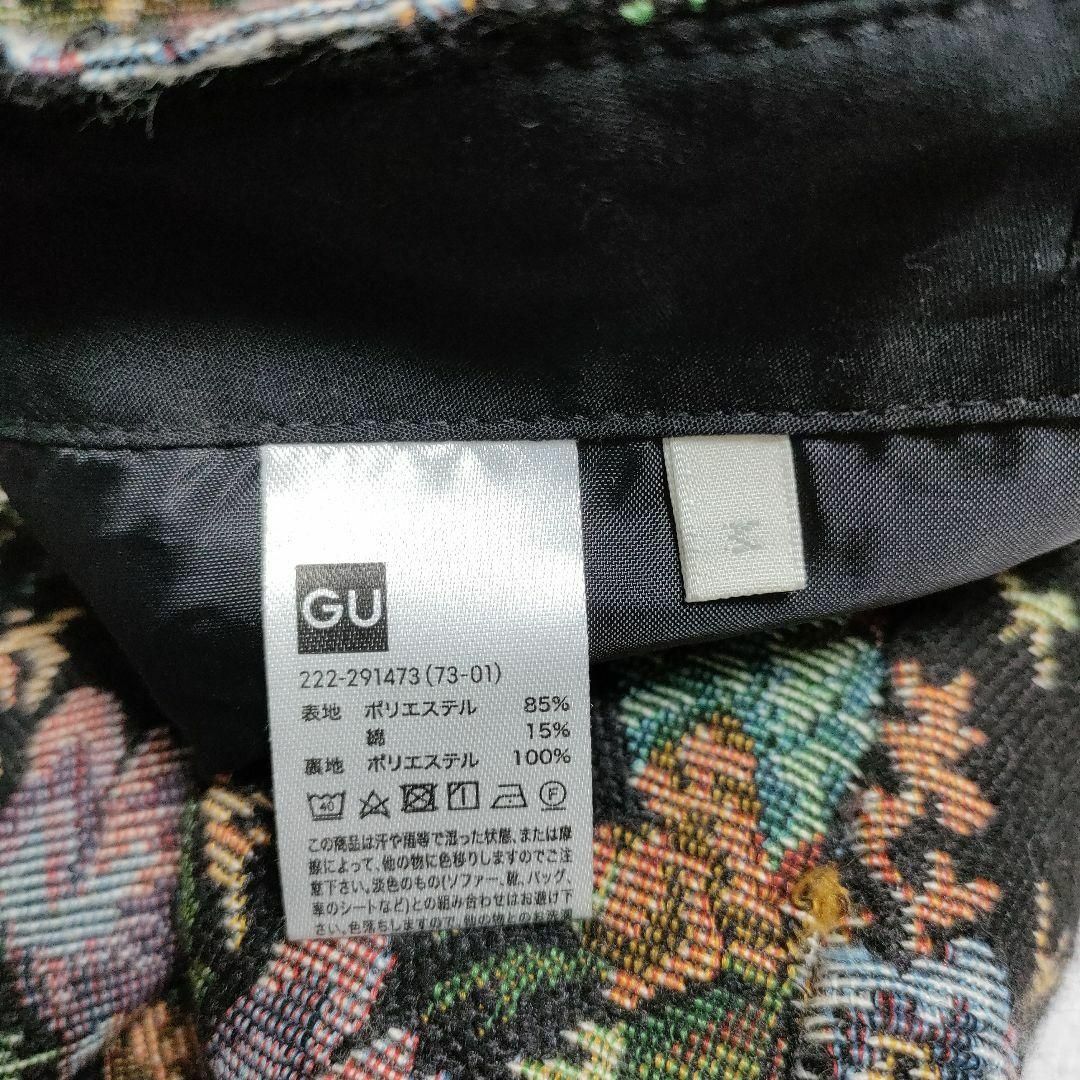 GU
222-291473(73-01)
表地 ポリエステル 85%
綿 15%
裏地 ポリエステル 100%
40 F
この商品は汗や雨等で湿った状態、または摩
擦によって、他の物に色移りしますのでご注
意下さい。淡色のもの(ソファー、靴、バッグ、
車のシートなど)との組み合わせはお避け下
さい。色落ちしますので、他の物とのお洗濯
M